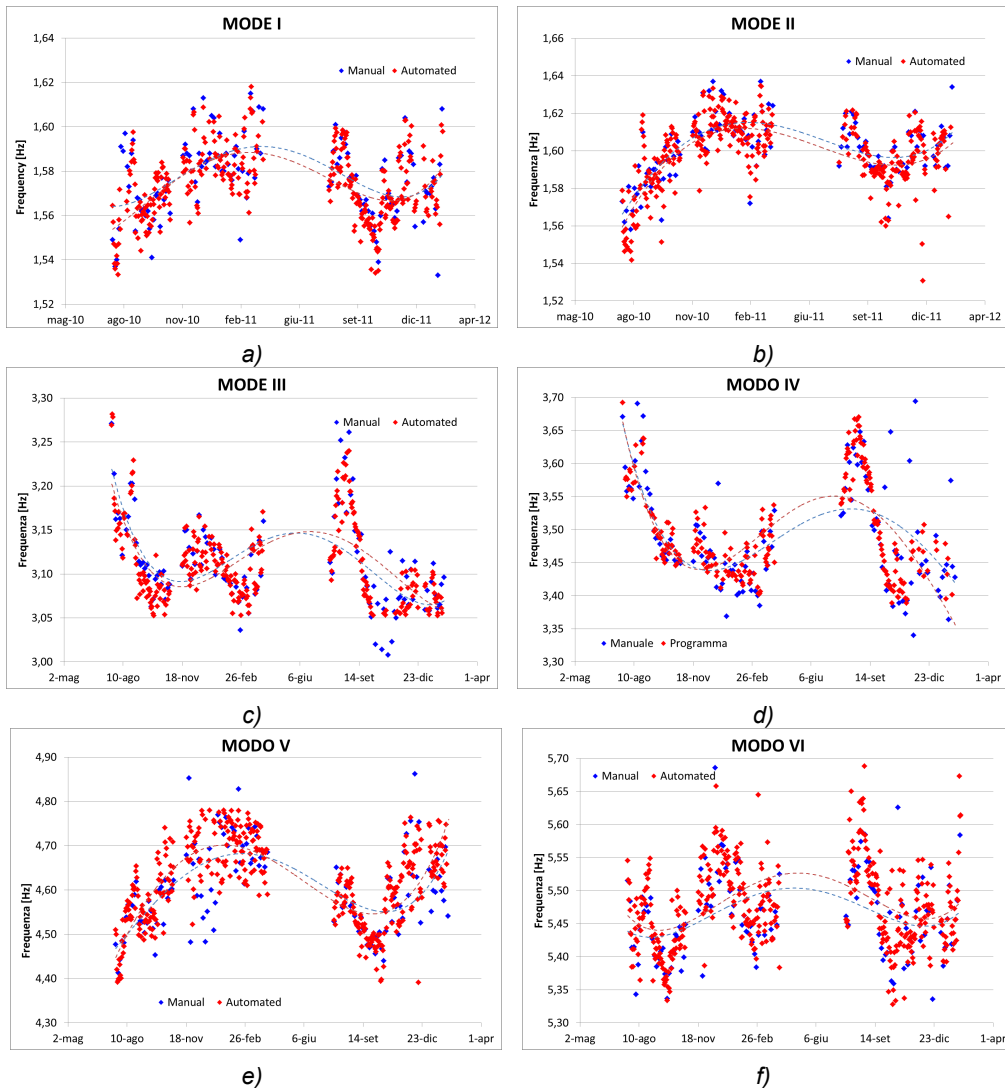 MODE I
Frequency [Hz]
Manual Automated
1,64
1,62
1,60
1,58
1,56
1,54
1,52
mag-10 ago-10 nov-10 feb-11 giu-11 set-11 dic-11 apr-12
a)
MODE II
Frequenza [Hz]
Manual Automated
1,66
1,64
1,62
1,60
1,58
1,56
1,54
1,52
mag-10 ago-10 nov-10 feb-11 giu-11 set-11 dic-11 apr-12
b)
MODE III
Frequenza [Hz]
Manual Automated
3,30
3,25
3,20
3,15
3,10
3,05
3,00
2-mag 10-ago 18-nov 26-feb 6-giu 14-set 23-dic 1-apr
c)
MODO IV
Frequenza [Hz]
3,70
3,65
3,60
3,55
3,50
3,45
3,40
3,35
3,30
Manuale Programma
2-mag 10-ago 18-nov 26-feb 6-giu 14-set 23-dic 1-apr
d)
MODO V
Frequenza [Hz]
4,90
4,80
4,70
4,60
4,50
4,40
4,30
Manual Automated
2-mag 10-ago 18-nov 26-feb 6-giu 14-set 23-dic 1-apr
e)
MODO VI
Frequenza [Hz]
Manual Automated
5,70
5,65
5,60
5,55
5,50
5,45
5,40
5,35
5,30
2-mag 10-ago 18-nov 26-feb 6-giu 14-set 23-dic 1-apr
f)